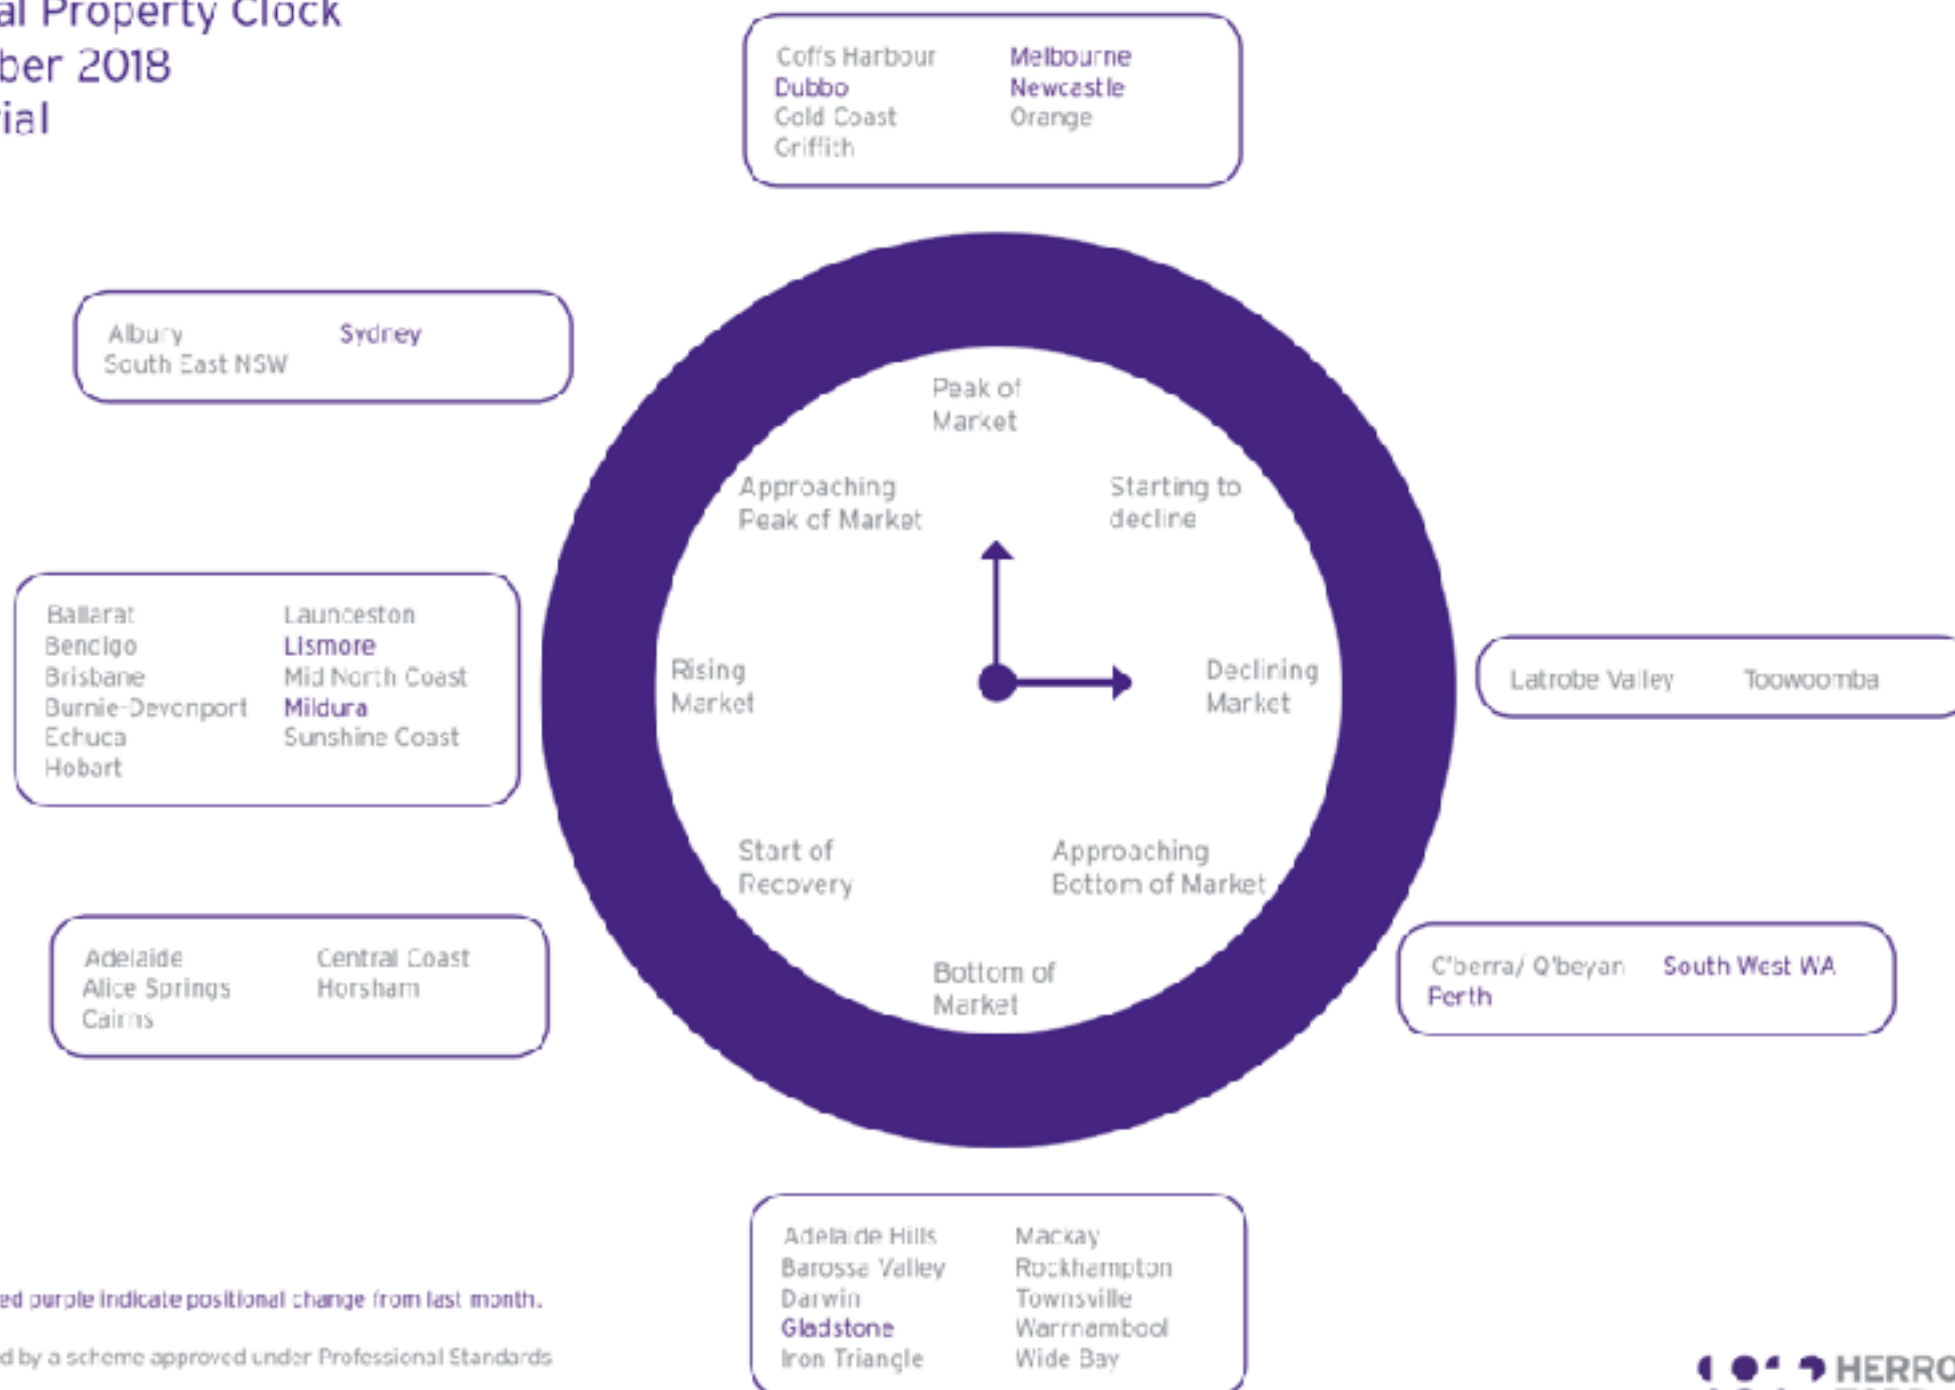 al Property Clock
ber 2018
ial
Coffs Harbour Melbourne
Dubbo Newcastle
Gold Coast Orange
Griffith
Albury Sydney
South East NSW
Peak of
Market
Approaching
Peak of Market
Starting to
decline
Ballarat Launceston
Bendigo Lismore
Brisbane Mid North Coast
Burnie-Devonport Mildura
Echuca Sunshine Coast
Hobart
Rising
Market
Declining
Market
Latrobe Valley Toowoomba
Start of
Recovery
Approaching
Bottom of Market
Adelaide Central Coast
Alice Springs Horsham
Cairns
Bottom of
Market
C'berra/ Q'beyan South West WA
Perth
Adelaide Hills Mackay
Barossa Valley Rockhampton
Darwin Townsville
Gladstone Warrnambool
Iron Triangle Wide Bay
ed purple indicate positional change from last month.
d by a scheme approved under Professional Standards
HERRO